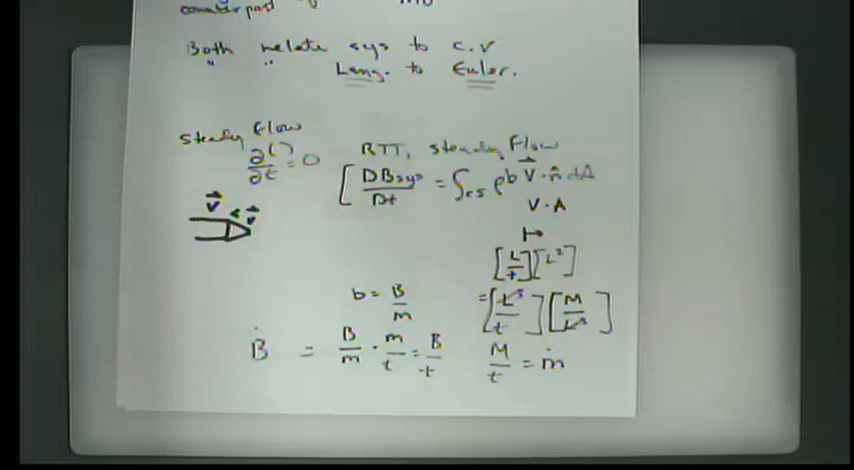 counterpart
Both relate sys to c.v
" " Lang. to Euler.
Steady Flow
∂( )/∂t = 0
RTT, steady Flow
[ DBsys/Dt = ∫cs ρb V⃗·n̂ dA
V⃗ V⃗
V·A
[L/t][L²]
b = B/m
= [L³/t] [M/L³]
Ḃ = B/m · m/t = B/t
M/t = ṁ